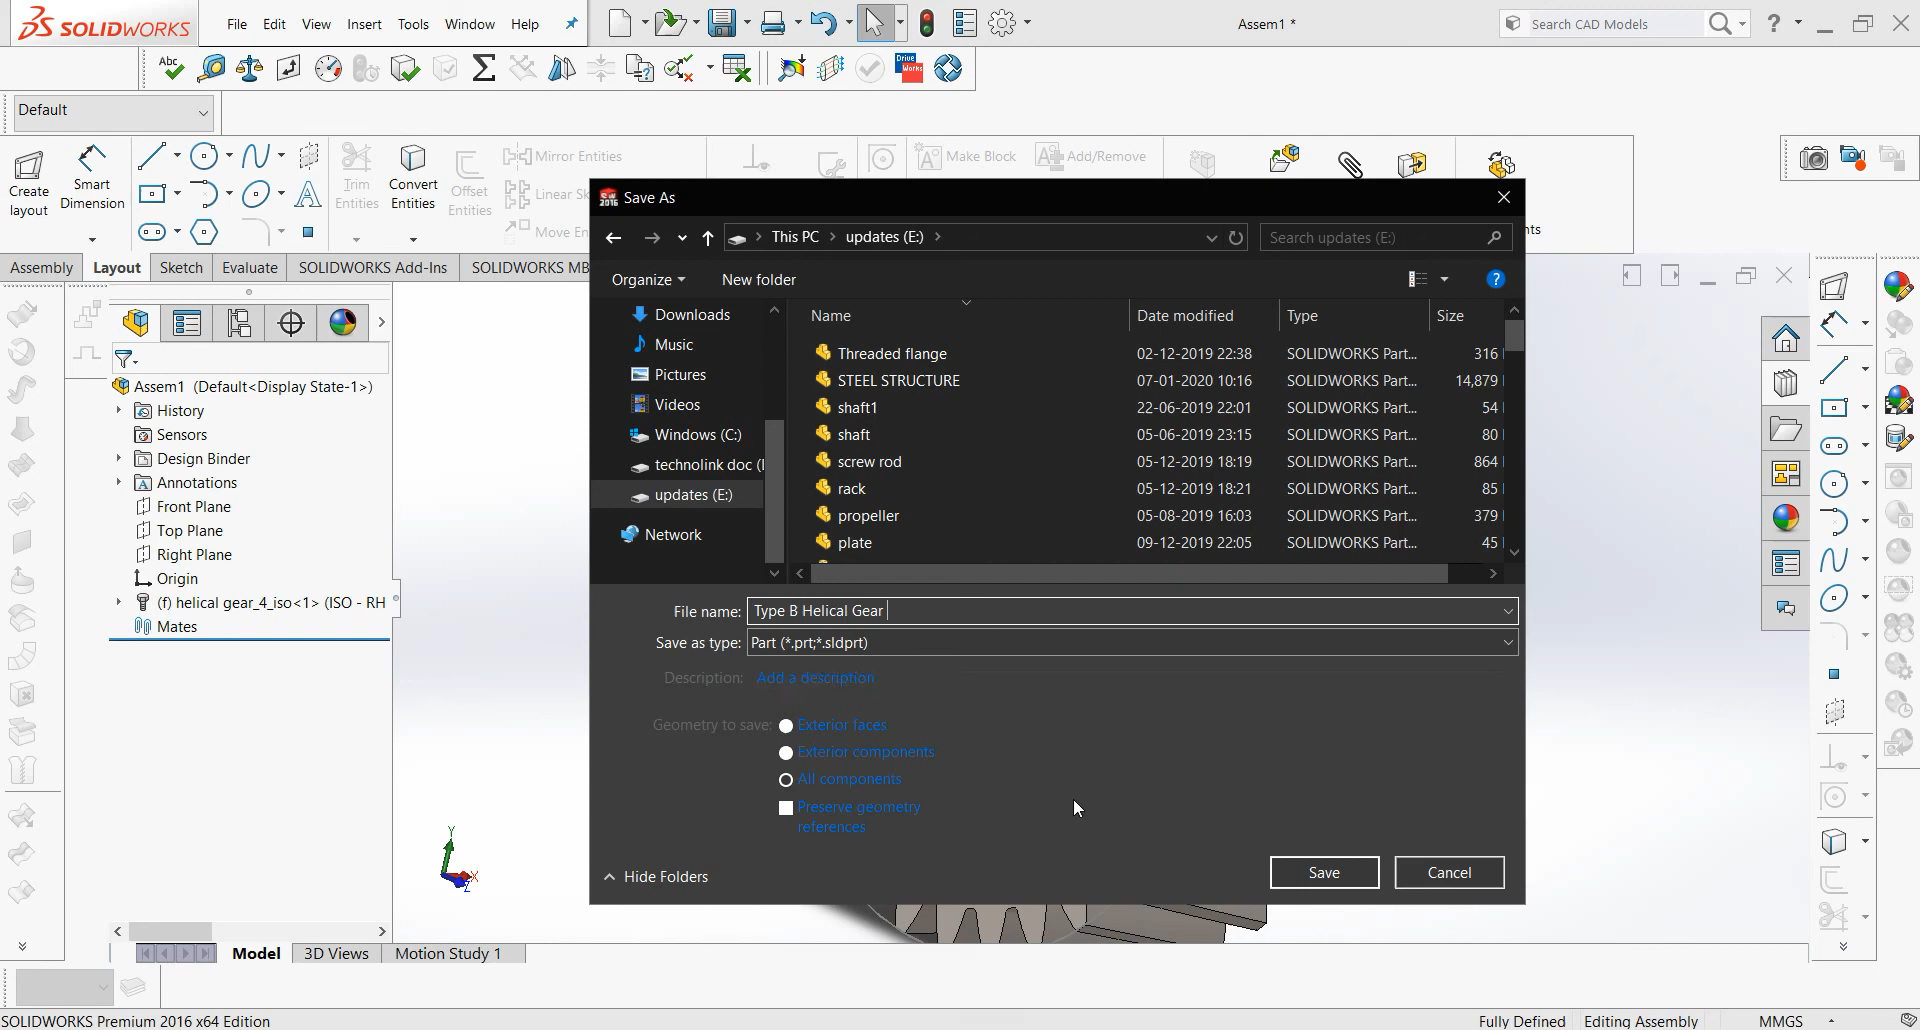 SOLIDWORKS
File Edit View Insert Tools Window Help
Assem1 *
Search CAD Models
?
Abc
Drive Works
Default
Create layout
Smart Dimension
Trim Entities
Convert Entities
Offset Entities
Mirror Entities
Linear Sk
Move En
Make Block
Add/Remove
nts
Assembly Layout Sketch Evaluate SOLIDWORKS Add-Ins SOLIDWORKS MB
Assem1 (Default<Display State-1>)
History
Sensors
Design Binder
Annotations
Front Plane
Top Plane
Right Plane
Origin
(f) helical gear_4_iso<1> (ISO - RH
Mates
Save As
This PC > updates (E:) >
Search updates (E:)
Organize New folder
?
Downloads
Music
Pictures
Videos
Windows (C:)
technolink doc (
updates (E:)
Network
Name Date modified Type Size
Threaded flange 02-12-2019 22:38 SOLIDWORKS Part... 316
STEEL STRUCTURE 07-01-2020 10:16 SOLIDWORKS Part... 14,879
shaft1 22-06-2019 22:01 SOLIDWORKS Part... 54
shaft 05-06-2019 23:15 SOLIDWORKS Part... 80
screw rod 05-12-2019 18:19 SOLIDWORKS Part... 864
rack 05-12-2019 18:21 SOLIDWORKS Part... 85
propeller 05-08-2019 16:03 SOLIDWORKS Part... 379
plate 09-12-2019 22:05 SOLIDWORKS Part... 45
File name: Type B Helical Gear
Save as type: Part (*.prt;*.sldprt)
Description: Add a description
Geometry to save: Exterior faces
Exterior components
All components
Preserve geometry
references
Hide Folders
Save Cancel
Y
X
Z
Model 3D Views Motion Study 1
SOLIDWORKS Premium 2016 x64 Edition
Fully Defined Editing Assembly MMGS